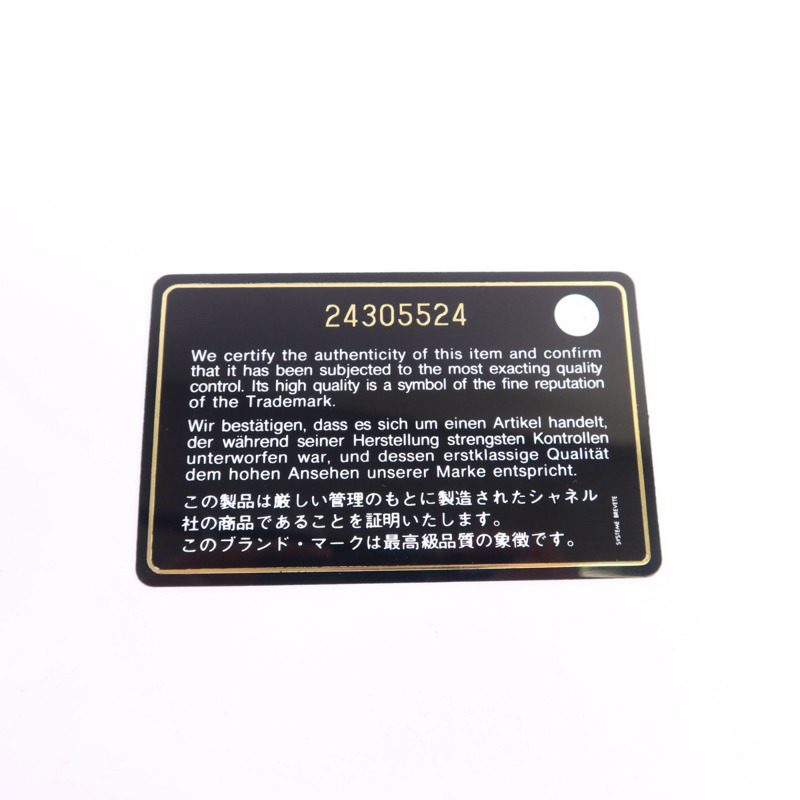 24305524
We certify the authenticity of this item and confirm
that it has been subjected to the most exacting quality
control. Its high quality is a symbol of the fine reputation
of the Trademark.
Wir bestätigen, dass es sich um einen Artikel handelt,
der während seiner Herstellung strengsten Kontrollen
unterworfen war, und dessen erstklassige Qualität
dem hohen Ansehen unserer Marke entspricht.
この製品は厳しい管理のもとに製造されたシャネル
社の商品であることを証明いたします。
このブランド・マークは最高級品質の象徴です。
SYSTEME BREVETE